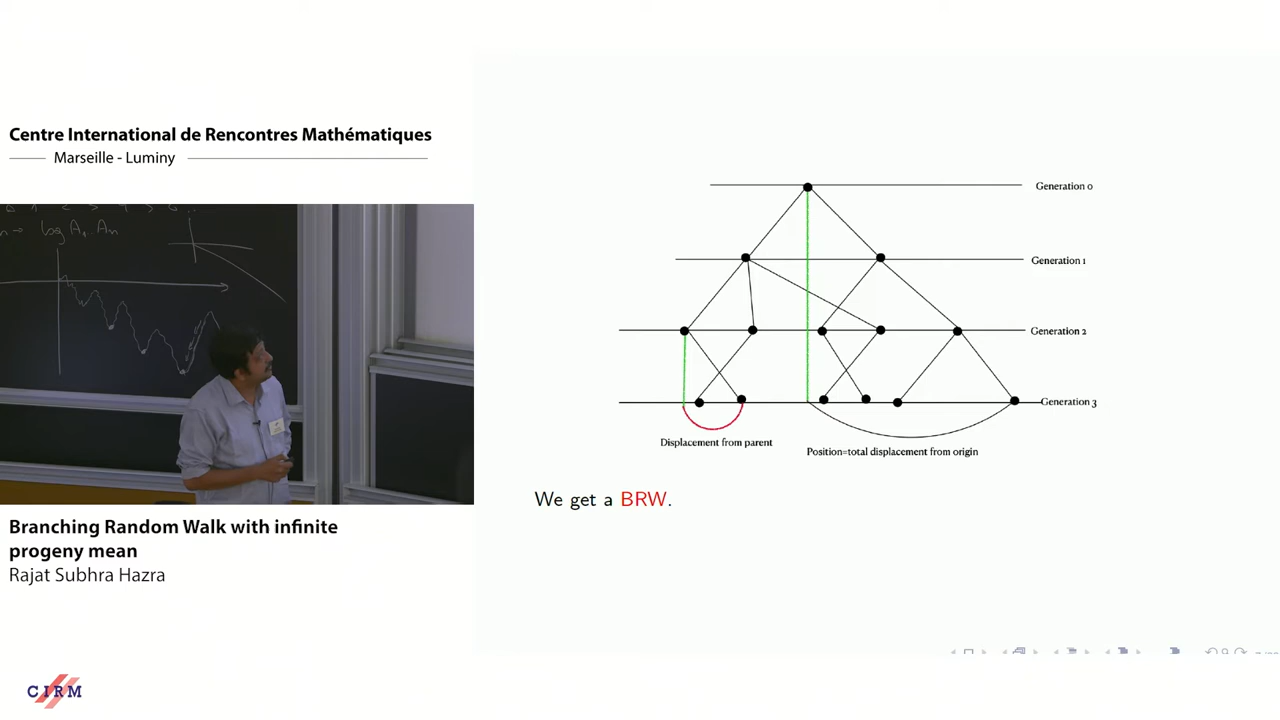 Centre International de Rencontres Mathématiques
Marseille - Luminy
log A₁..Aₙ
Generation 0
Generation 1
Generation 2
Generation 3
Displacement from parent
Position=total displacement from origin
We get a BRW.
Branching Random Walk with infinite
progeny mean
Rajat Subhra Hazra
CIRM